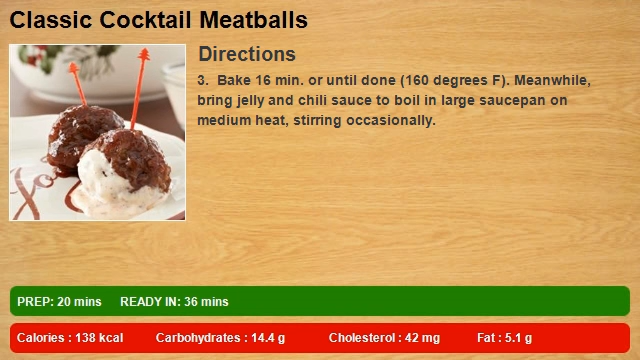 Classic Cocktail Meatballs
Directions
3.  Bake 16 min. or until done (160 degrees F). Meanwhile,
bring jelly and chili sauce to boil in large saucepan on
medium heat, stirring occasionally.
PREP: 20 mins    READY IN: 36 mins
Calories : 138 kcal    Carbohydrates : 14.4 g    Cholesterol : 42 mg    Fat : 5.1 g